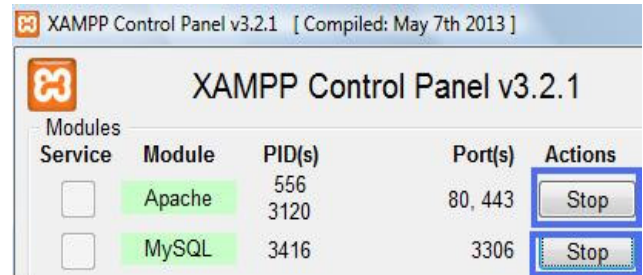 XAMPP Control Panel v3.2.1 [ Compiled: May 7th 2013 ]
XAMPP Control Panel v3.2.1
Modules
Service Module PID(s) Port(s) Actions
Apache 556 3120 80, 443 Stop
MySQL 3416 3306 Stop